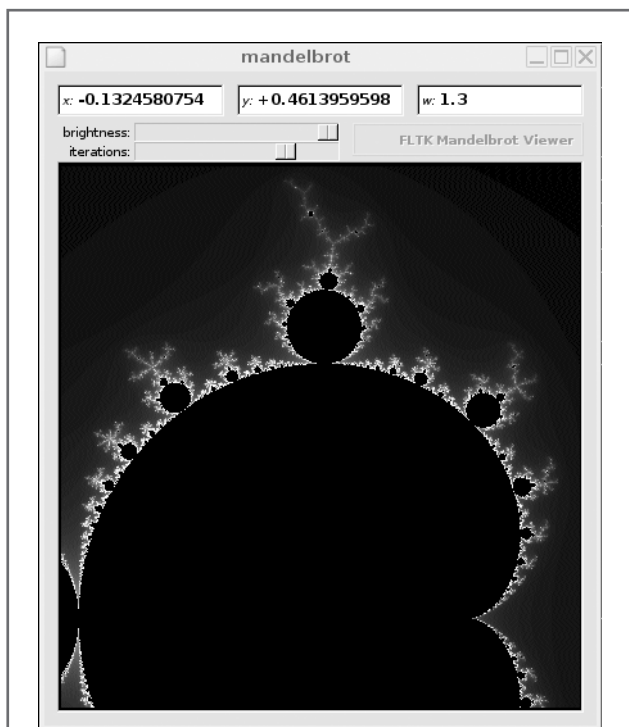 mandelbrot
x: -0.1324580754 y: +0.4613959598 w: 1.3
brightness:
FLTK Mandelbrot Viewer
iterations: